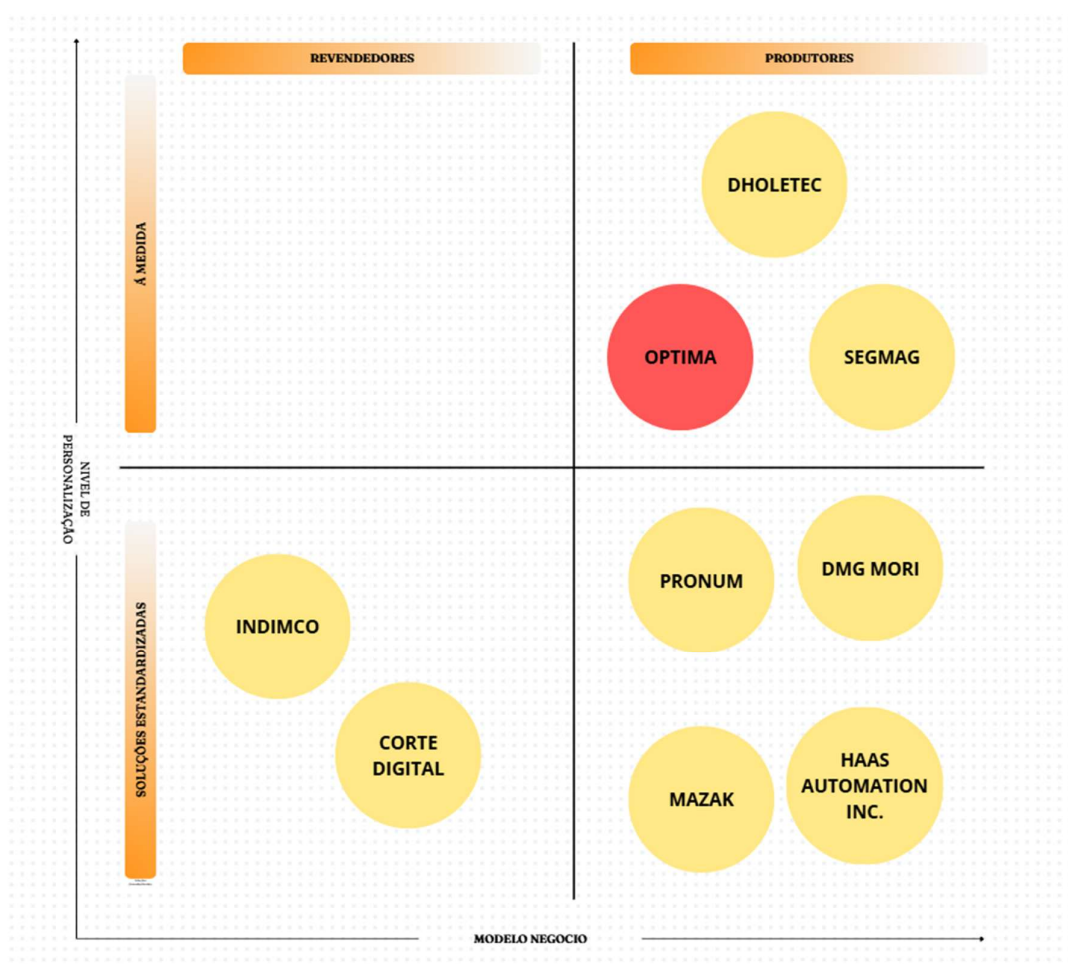 REVENDEDORES
PRODUTORES
DHOLETEC
Á MEDIDA
OPTIMA
SEGMAG
NIVEL DE
PERSONALIZAÇÃO
PRONUM
DMG MORI
INDIMCO
SOLUÇÕES ESTANDARDIZADAS
CORTE
DIGITAL
MAZAK
HAAS
AUTOMATION
INC.
MODELO NEGOCIO